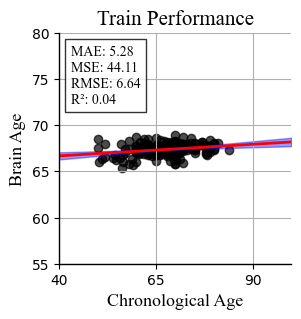 Train Performance
80
MAE: 5.28
MSE: 44.11
RMSE: 6.64
R²: 0.04
75
70
65
60
55
Brain Age
40
65
90
Chronological Age